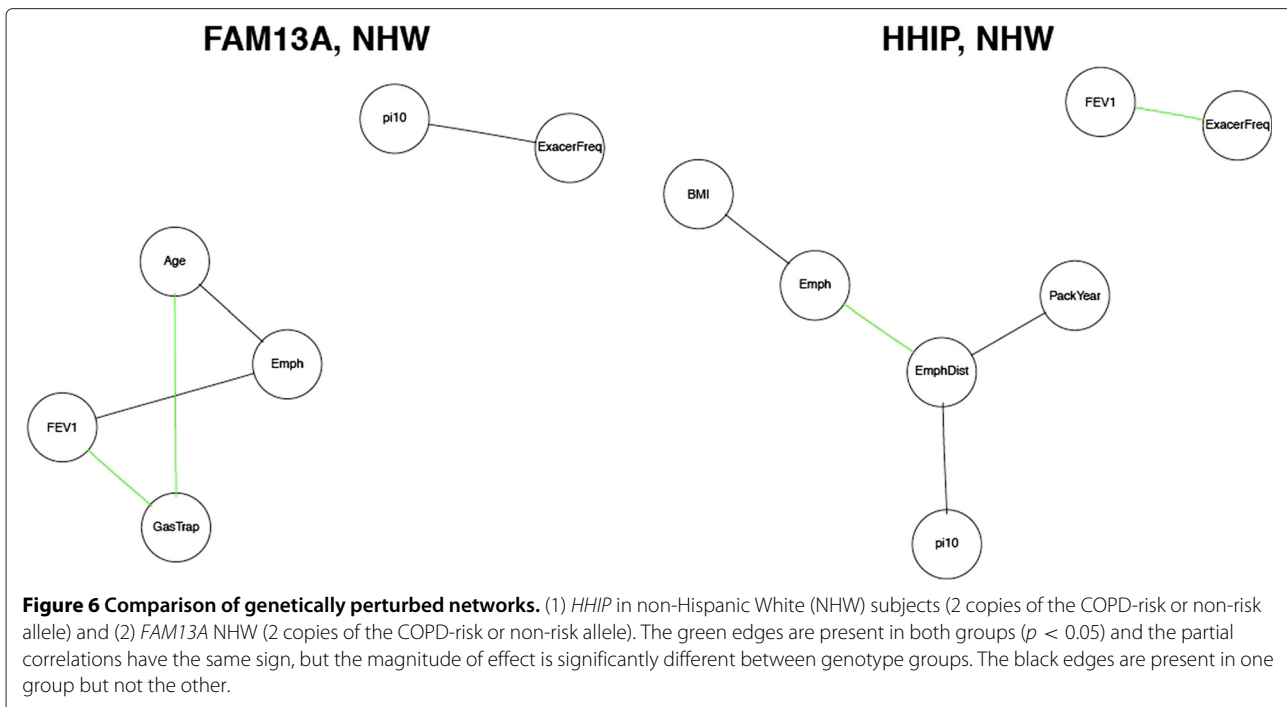 FAM13A, NHW
pi10
ExacerFreq
Age
Emph
FEV1
GasTrap
HHIP, NHW
FEV1
ExacerFreq
BMI
Emph
PackYear
EmphDist
pi10
Figure 6 Comparison of genetically perturbed networks. (1) HHIP in non-Hispanic White (NHW) subjects (2 copies of the COPD-risk or non-risk
allele) and (2) FAM13A NHW (2 copies of the COPD-risk or non-risk allele). The green edges are present in both groups (p < 0.05) and the partial
correlations have the same sign, but the magnitude of effect is significantly different between genotype groups. The black edges are present in one
group but not the other.